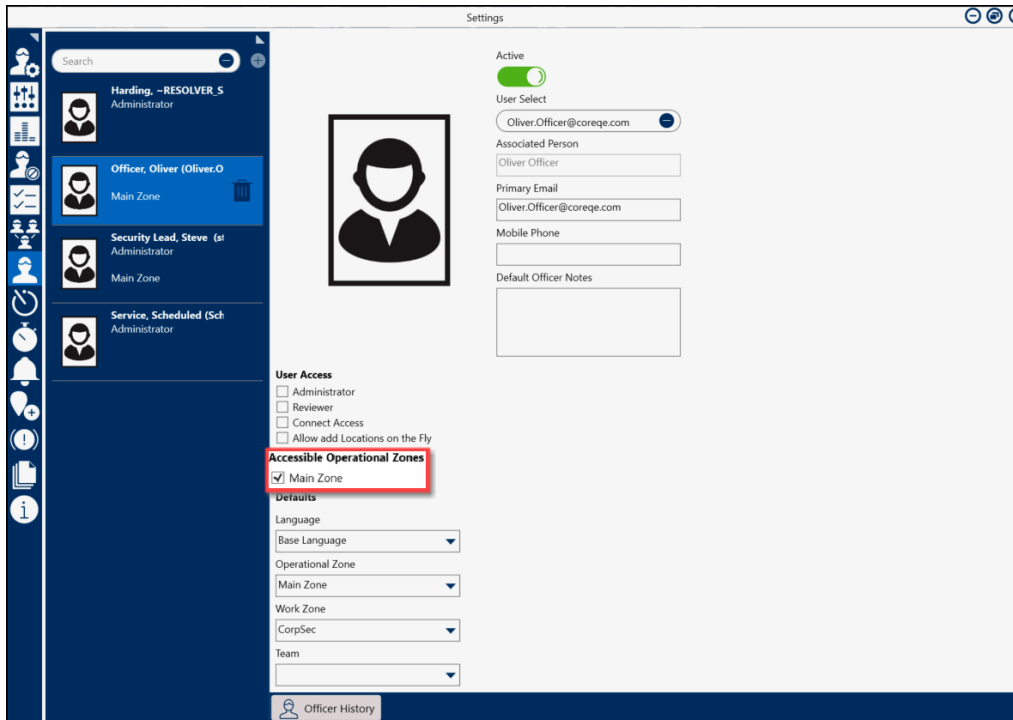 Settings
Search
Harding, ~RESOLVER_S
Administrator
Officer, Oliver (Oliver.O
Main Zone
Security Lead, Steve (st
Administrator
Main Zone
Service, Scheduled (Sch
Administrator
Active
User Select
Oliver.Officer@coreqe.com
Associated Person
Oliver Officer
Primary Email
Oliver.Officer@coreqe.com
Mobile Phone
Default Officer Notes
User Access
Administrator
Reviewer
Connect Access
Allow add Locations on the Fly
Accessible Operational Zones
Main Zone
Defaults
Language
Base Language
Operational Zone
Main Zone
Work Zone
CorpSec
Team
Officer History